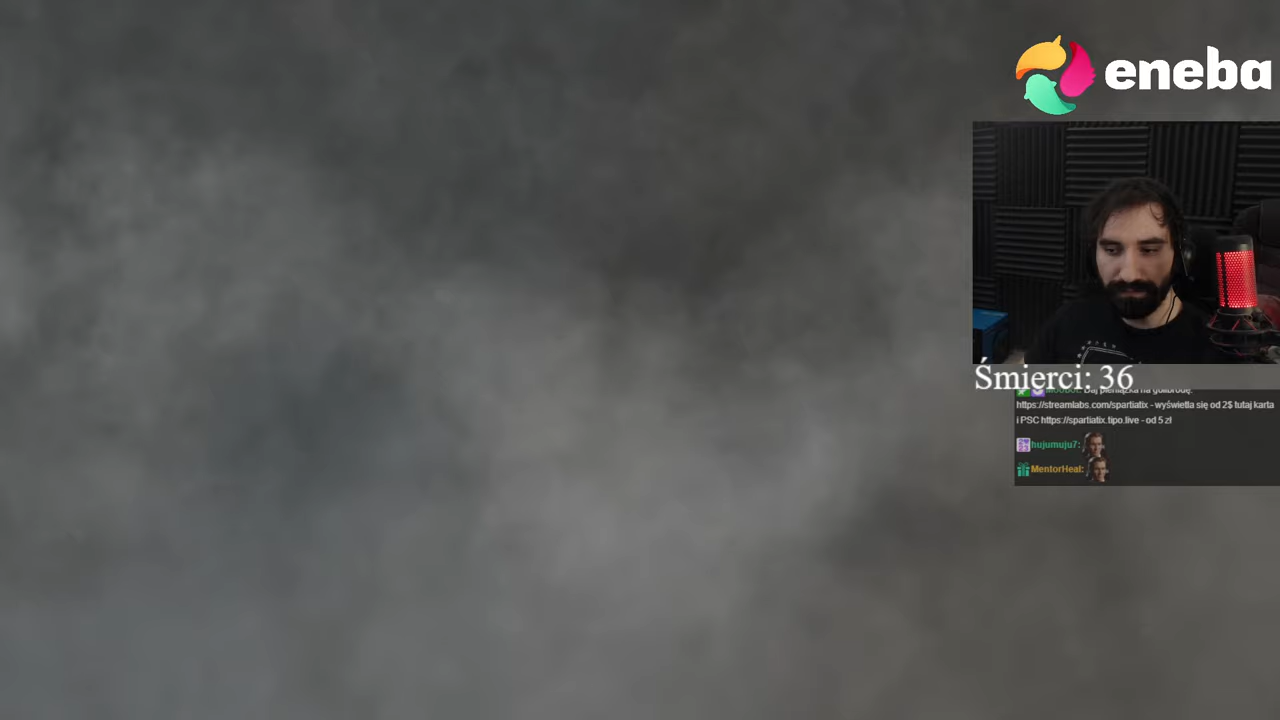 eneba
Śmierci: 36
https://streamlabs.com/spartiatix - wyświetla się od 2$ tutaj karta
i PSC https://spartiatix.tipo.live - od 5 zł
hujumuju7:
MentorHeal: